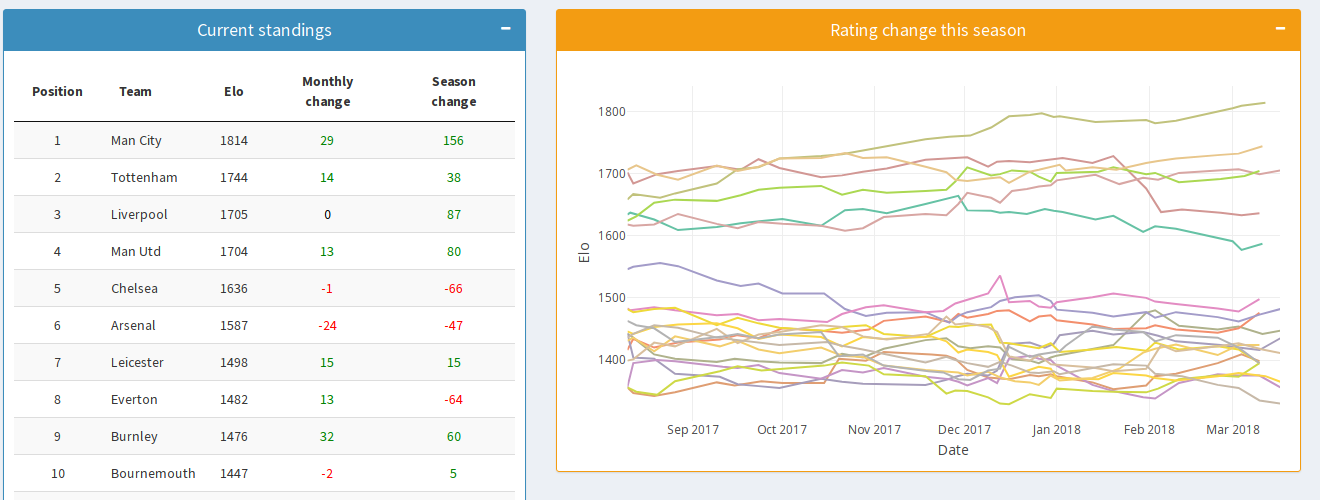 Current standings
Position Team Elo Monthly change Season change
1 Man City 1814 29 156
2 Tottenham 1744 14 38
3 Liverpool 1705 0 87
4 Man Utd 1704 13 80
5 Chelsea 1636 -1 -66
6 Arsenal 1587 -24 -47
7 Leicester 1498 15 15
8 Everton 1482 13 -64
9 Burnley 1476 32 60
10 Bournemouth 1447 -2 5
Rating change this season
1800
1700
1600
1500
1400
Elo
Sep 2017 Oct 2017 Nov 2017 Dec 2017 Jan 2018 Feb 2018 Mar 2018
Date